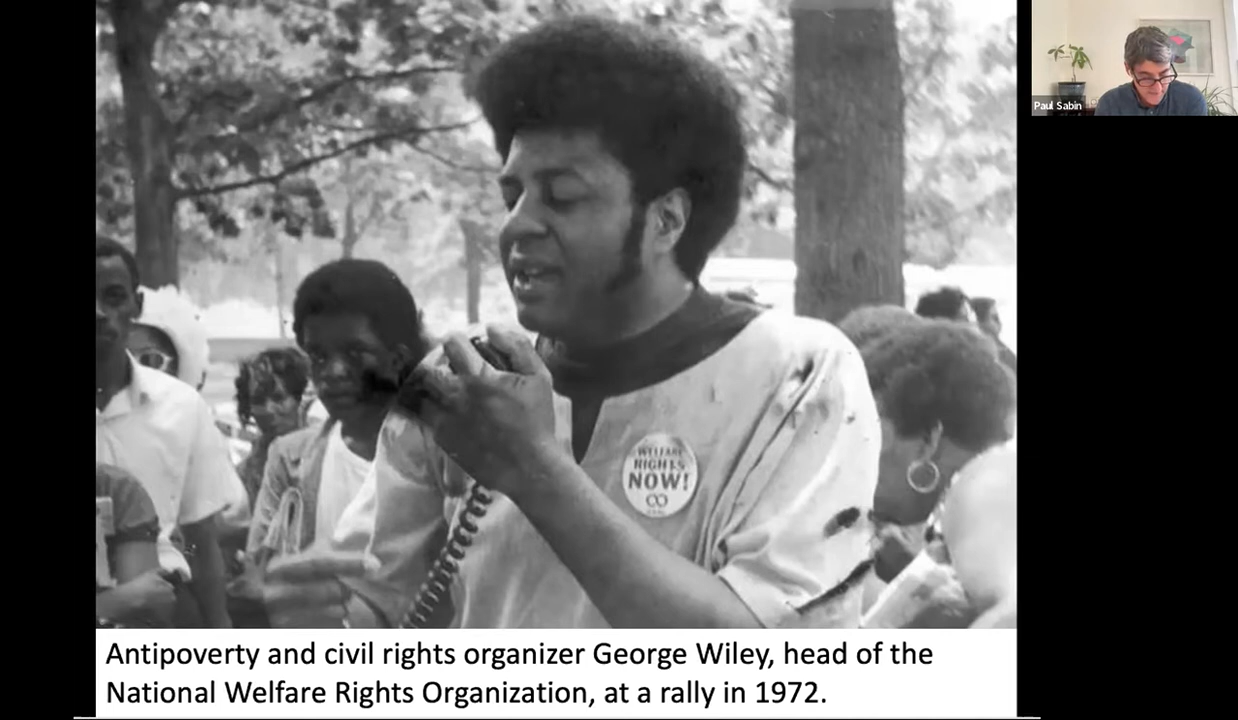 Paul Sabin
WELFARE
RIGHTS
NOW!
Antipoverty and civil rights organizer George Wiley, head of the
National Welfare Rights Organization, at a rally in 1972.